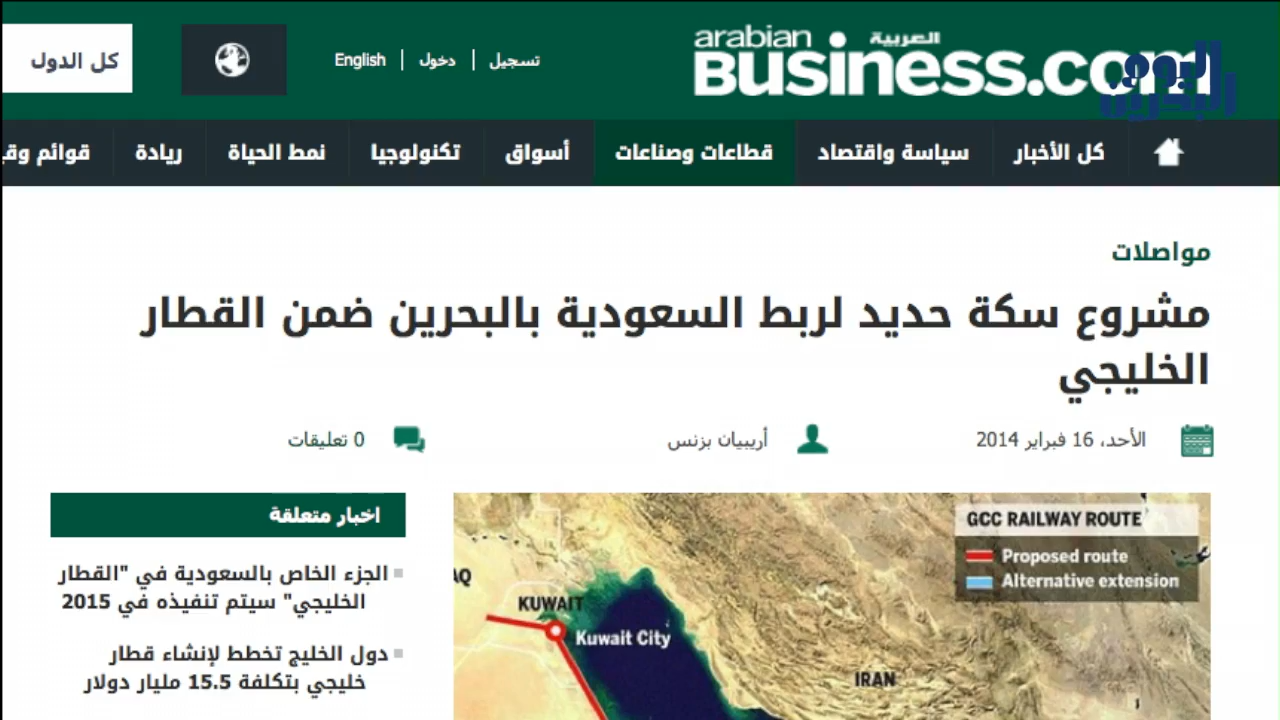 arabian
العربية
Business.com
اليوم
البحرين
تسجيل
دخول
English
كل الدول
كل الأخبار
سياسة واقتصاد
قطاعات وصناعات
أسواق
تكنولوجيا
نمط الحياة
ريادة
قوائم
مواصلات
مشروع سكة حديد لربط السعودية بالبحرين ضمن القطار
الخليجي
الأحد، 16 فبراير 2014
أريبيان بزنس
0 تعليقات
اخبار متعلقة
الجزء الخاص بالسعودية في "القطار
الخليجي" سيتم تنفيذه في 2015
دول الخليج تخطط لإنشاء قطار
خليجي بتكلفة 15.5 مليار دولار
GCC RAILWAY ROUTE
Proposed route
Alternative extension
KUWAIT
Kuwait City
IRAN